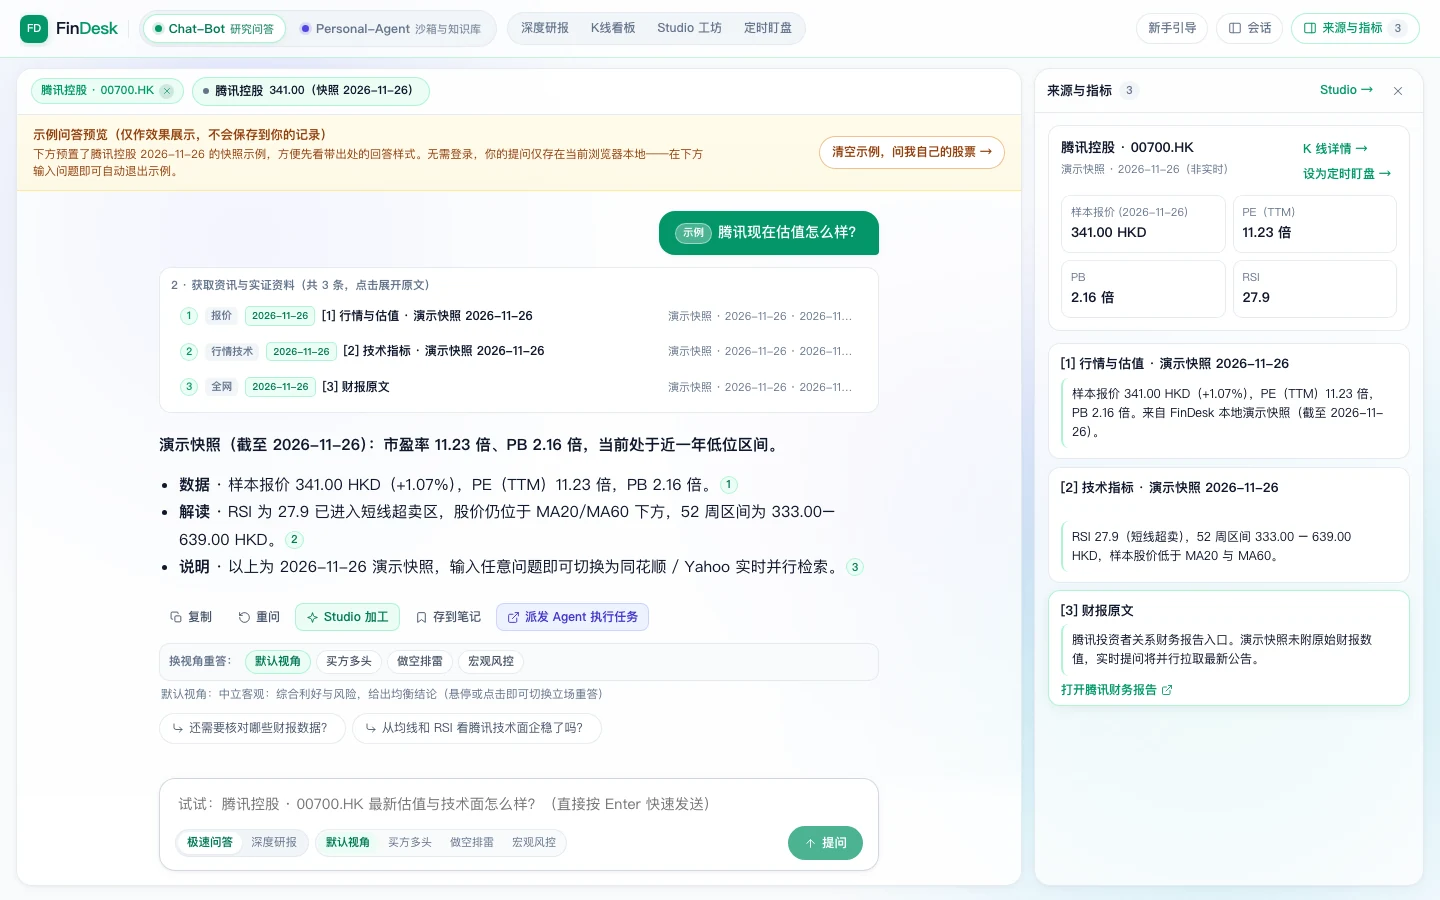 FD FinDesk
Chat-Bot 研究问答
Personal-Agent 沙箱与知识库
深度研报
K线看板
Studio 工坊
定时盯盘
新手引导
会话
来源与指标 3
腾讯控股 · 00700.HK
腾讯控股 341.00（快照 2026-11-26）
示例问答预览（仅作效果展示，不会保存到你的记录）
下方预置了腾讯控股 2026-11-26 的快照示例，方便先看带出处的回答样式。无需登录，你的提问仅存在当前浏览器本地——在下方
输入问题即可自动退出示例。
清空示例，问我自己的股票 →
示例 腾讯现在估值怎么样？
2 · 获取资讯与实证资料（共 3 条，点击展开原文）
1 报价 2026-11-26 [1] 行情与估值 · 演示快照 2026-11-26 演示快照 · 2026-11-26 · 2026-11...
2 行情技术 2026-11-26 [2] 技术指标 · 演示快照 2026-11-26 演示快照 · 2026-11-26 · 2026-11...
3 全网 2026-11-26 [3] 财报原文 演示快照 · 2026-11-26 · 2026-11...
演示快照（截至 2026-11-26）：市盈率 11.23 倍、PB 2.16 倍，当前处于近一年低位区间。
• 数据 · 样本报价 341.00 HKD（+1.07%），PE（TTM）11.23 倍，PB 2.16 倍。 1
• 解读 · RSI 为 27.9 已进入短线超卖区，股价仍位于 MA20/MA60 下方，52 周区间为 333.00–
639.00 HKD。 2
• 说明 · 以上为 2026-11-26 演示快照，输入任意问题即可切换为同花顺 / Yahoo 实时并行检索。 3
复制
重问
Studio 加工
存到笔记
派发 Agent 执行任务
换视角重答：
默认视角
买方多头
做空排雷
宏观风控
默认视角：中立客观：综合利好与风险，给出均衡结论（悬停或点击即可切换立场重答）
还需要核对哪些财报数据？
从均线和 RSI 看腾讯技术面企稳了吗？
试试：腾讯控股 · 00700.HK 最新估值与技术面怎么样？（直接按 Enter 快速发送）
极速问答
深度研报
默认视角
买方多头
做空排雷
宏观风控
提问
来源与指标 3
Studio →
腾讯控股 · 00700.HK
演示快照 · 2026-11-26（非实时）
K 线详情 →
设为定时盯盘 →
样本报价 (2026-11-26)
341.00 HKD
PE（TTM）
11.23 倍
PB
2.16 倍
RSI
27.9
[1] 行情与估值 · 演示快照 2026-11-26
样本报价 341.00 HKD（+1.07%），PE（TTM）11.23 倍，
PB 2.16 倍。来自 FinDesk 本地演示快照（截至 2026-11-
26）。
[2] 技术指标 · 演示快照 2026-11-26
RSI 27.9（短线超卖），52 周区间 333.00 – 639.00
HKD，样本股价低于 MA20 与 MA60。
[3] 财报原文
腾讯投资者关系财务报告入口。演示快照未附原始财报数
值，实时提问将并行拉取最新公告。
打开腾讯财务报告